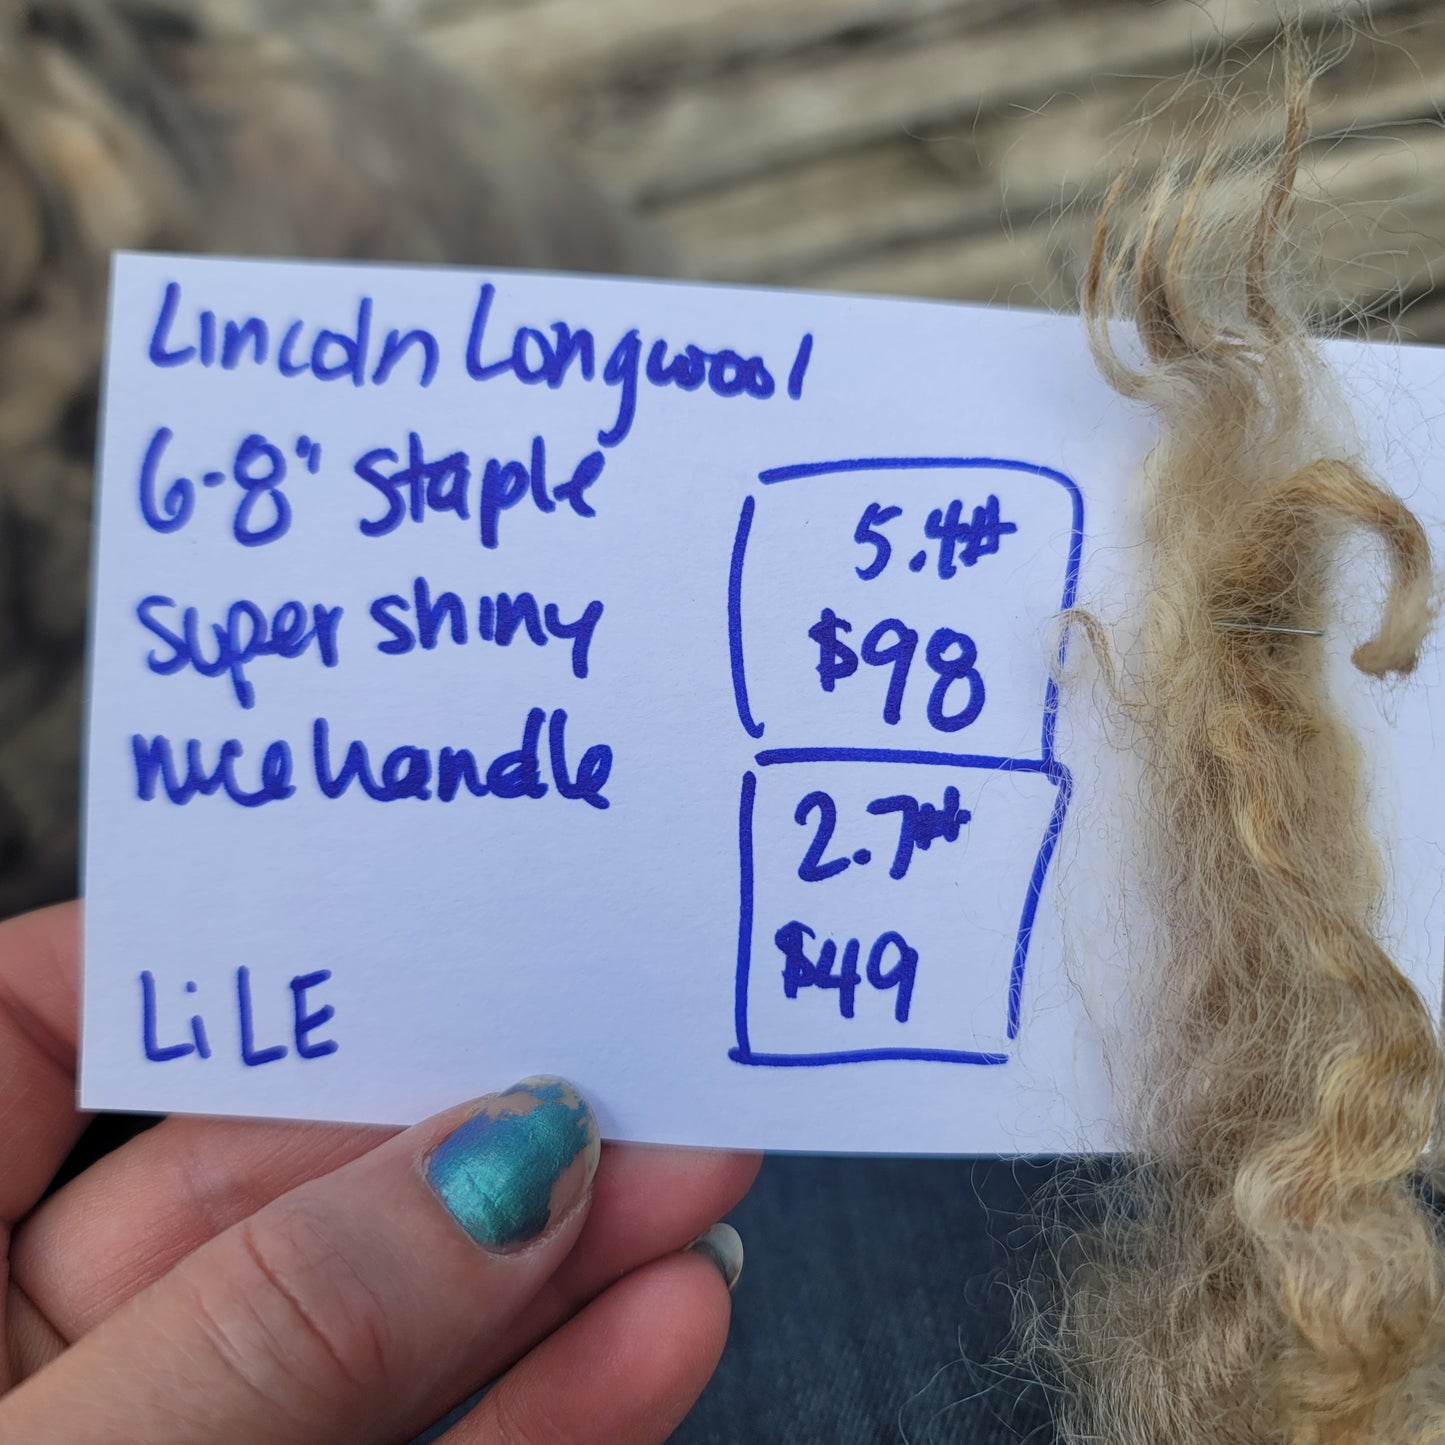 Lincoln Longwool
6-8" staple
super shiny
nice handle
LiLE
5.4#
$98
2.7#
$49